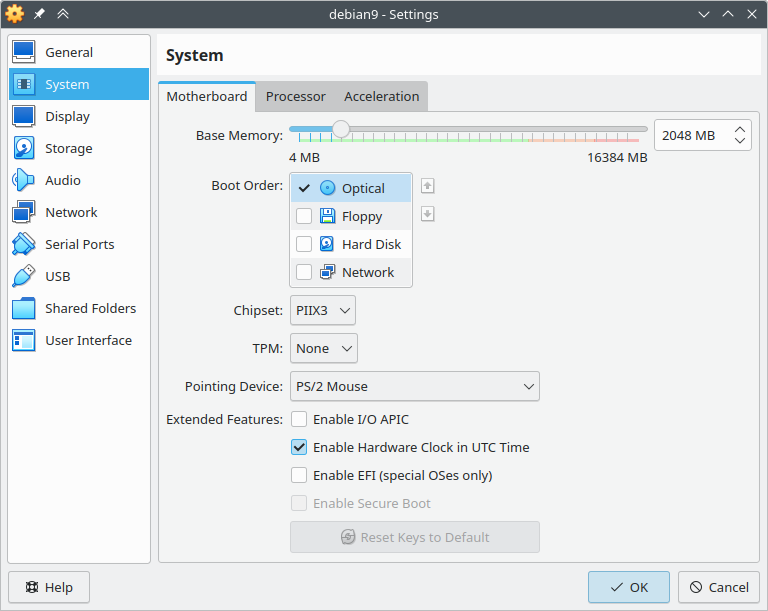 debian9 - Settings
General
System
Display
Storage
Audio
Network
Serial Ports
USB
Shared Folders
User Interface
System
Motherboard Processor Acceleration
Base Memory: 2048 MB
4 MB 16384 MB
Boot Order: Optical
Floppy
Hard Disk
Network
Chipset: PIIX3
TPM: None
Pointing Device: PS/2 Mouse
Extended Features: Enable I/O APIC
Enable Hardware Clock in UTC Time
Enable EFI (special OSes only)
Enable Secure Boot
Reset Keys to Default
Help OK Cancel